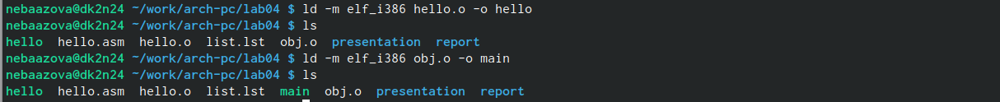 nebaazova@dk2n24 ~/work/arch-pc/lab04 $ ld -m elf_i386 hello.o -o hello
nebaazova@dk2n24 ~/work/arch-pc/lab04 $ ls
hello hello.asm hello.o list.lst obj.o presentation report
nebaazova@dk2n24 ~/work/arch-pc/lab04 $ ld -m elf_i386 obj.o -o main
nebaazova@dk2n24 ~/work/arch-pc/lab04 $ ls
hello hello.asm hello.o list.lst main obj.o presentation report